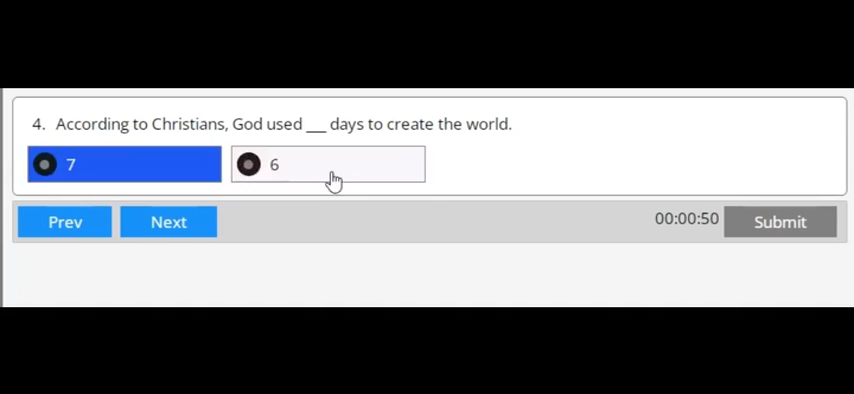 4. According to Christians, God used ___ days to create the world.
7
6
Prev Next 00:00:50 Submit